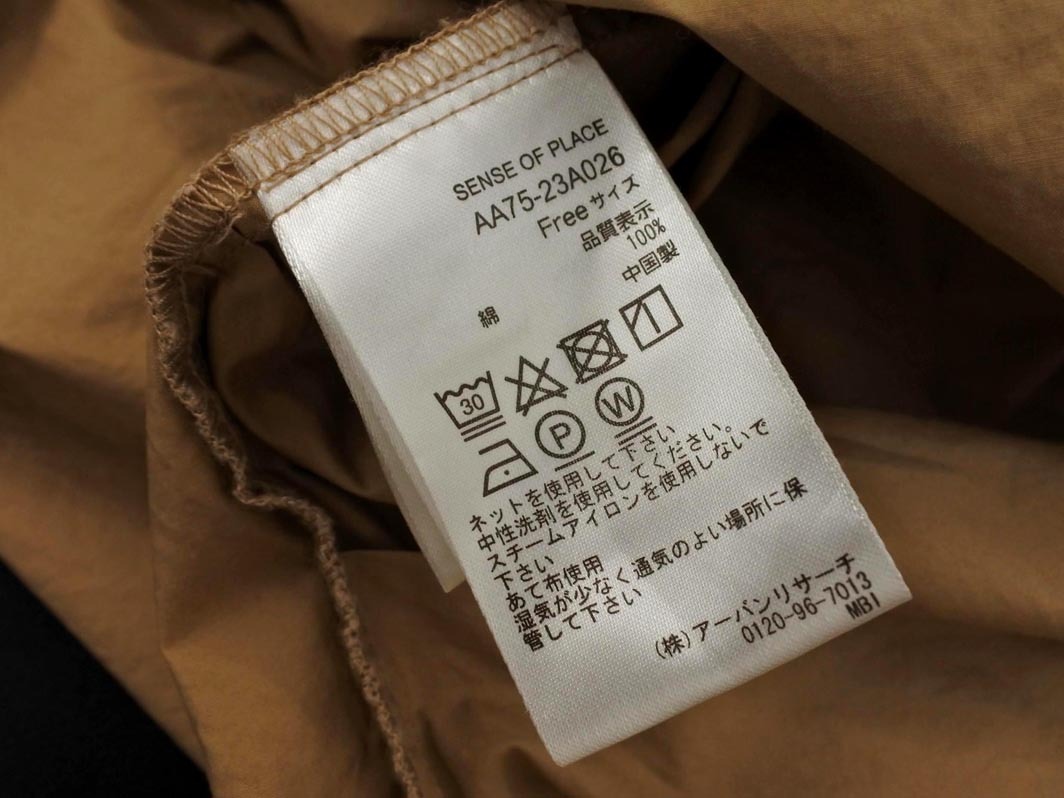 SENSE OF PLACE
AA75-23A026
Freeサイズ
品質表示
綿 100%
中国製
30
P W
ネットを使用して下さい
中性洗剤を使用してください。
スチームアイロンを使用しないで
下さい
あて布使用
湿気が少なく通気のよい場所に保
管して下さい
(株)アーバンリサーチ
0120-96-7013
MB1